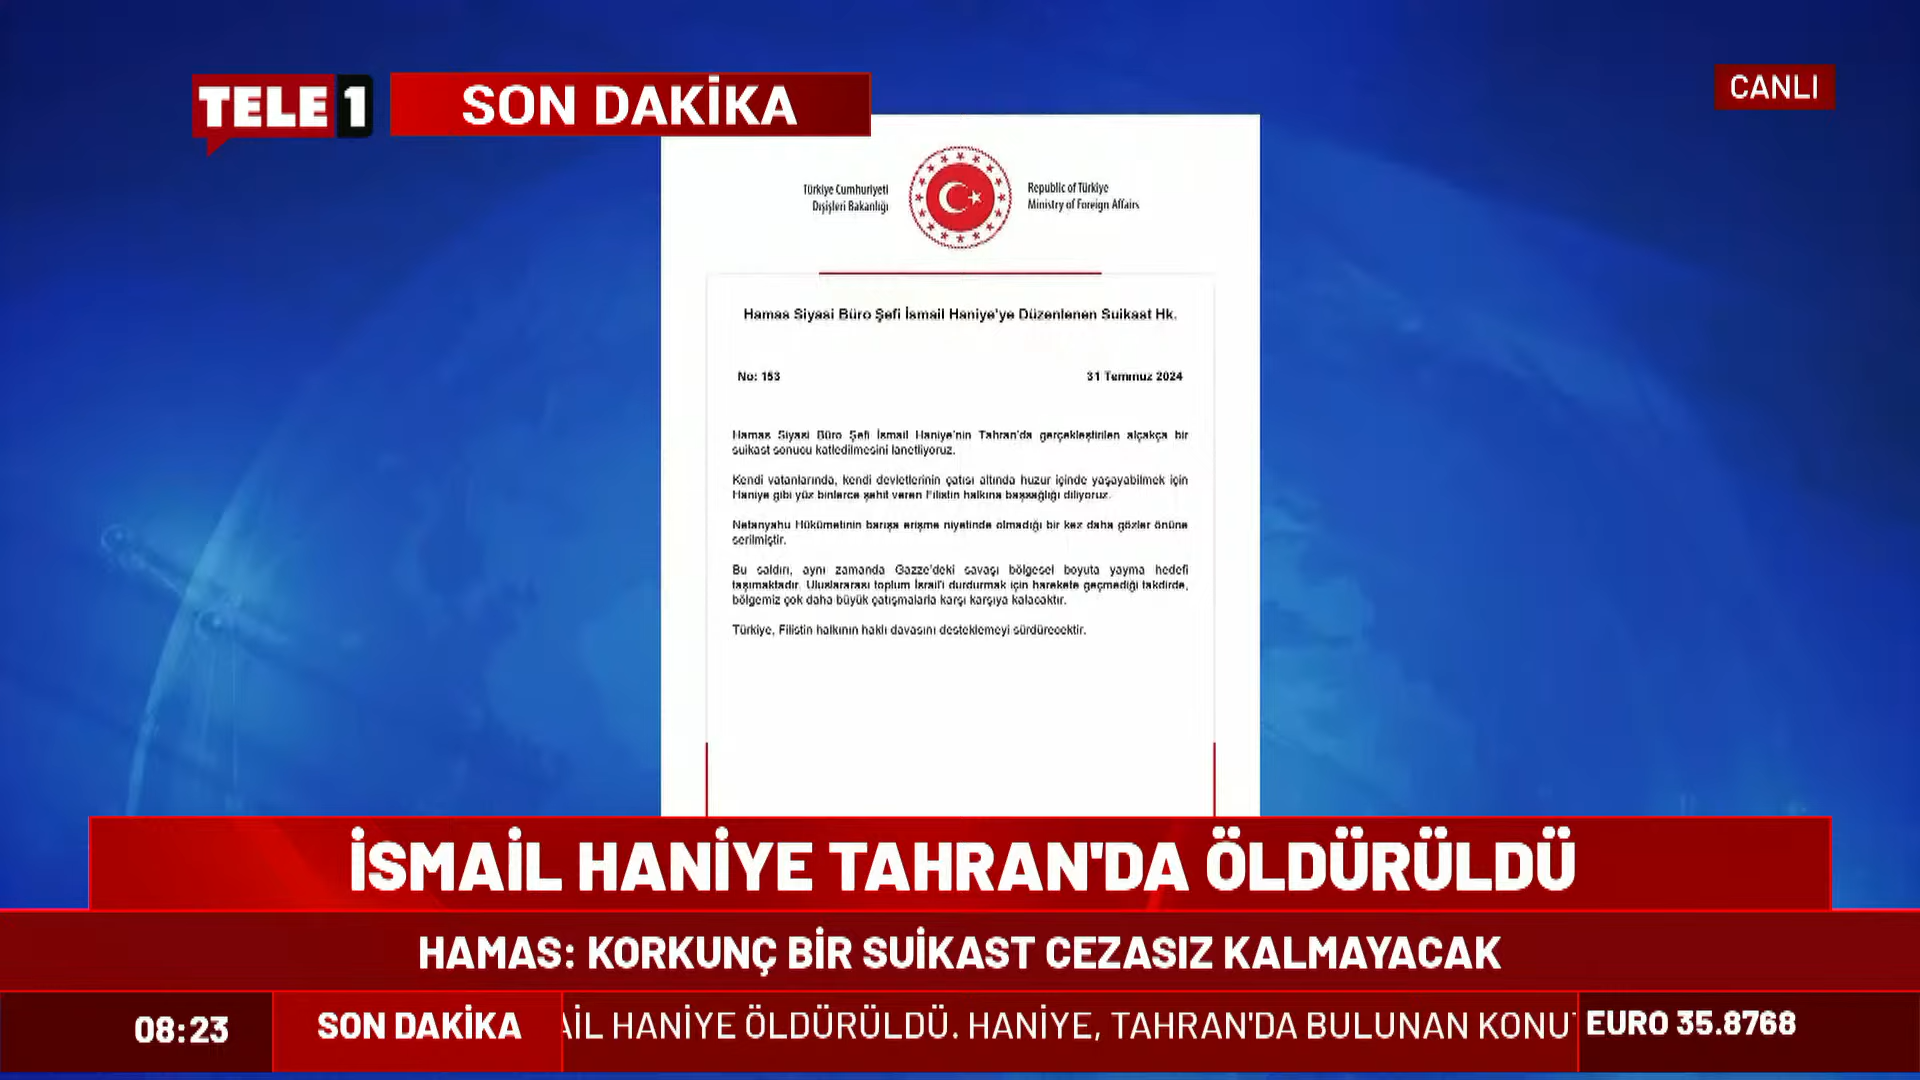 TELE 1
SON DAKİKA
CANLI
Türkiye Cumhuriyeti
Dışişleri Bakanlığı
Republic of Türkiye
Ministry of Foreign Affairs
Hamas Siyasi Büro Şefi İsmail Haniye'ye Düzenlenen Suikast Hk.
No: 153
31 Temmuz 2024
Hamas Siyasi Büro Şefi İsmail Haniye'nin Tahran'da gerçekleştirilen alçakça bir
suikast sonucu katledilmesini lanetliyoruz.
Kendi vatanlarında, kendi devletlerinin çatısı altında huzur içinde yaşayabilmek için
Haniye gibi yüz binlerce şehit veren Filistin halkına başsağlığı diliyoruz.
Netanyahu Hükümetinin barışa erişme niyetinde olmadığı bir kez daha gözler önüne
serilmiştir.
Bu saldırı, aynı zamanda Gazze'deki savaşı bölgesel boyuta yayma hedefi
taşımaktadır. Uluslararası toplum İsrail'i durdurmak için harekete geçmediği takdirde,
bölgemiz çok daha büyük çatışmalarla karşı karşıya kalacaktır.
Türkiye, Filistin halkının haklı davasını desteklemeyi sürdürecektir.
İSMAİL HANİYE TAHRAN'DA ÖLDÜRÜLDÜ
HAMAS: KORKUNÇ BİR SUİKAST CEZASIZ KALMAYACAK
08:23
SON DAKİKA
AİL HANİYE ÖLDÜRÜLDÜ. HANİYE, TAHRAN'DA BULUNAN KONU
EURO 35.8768